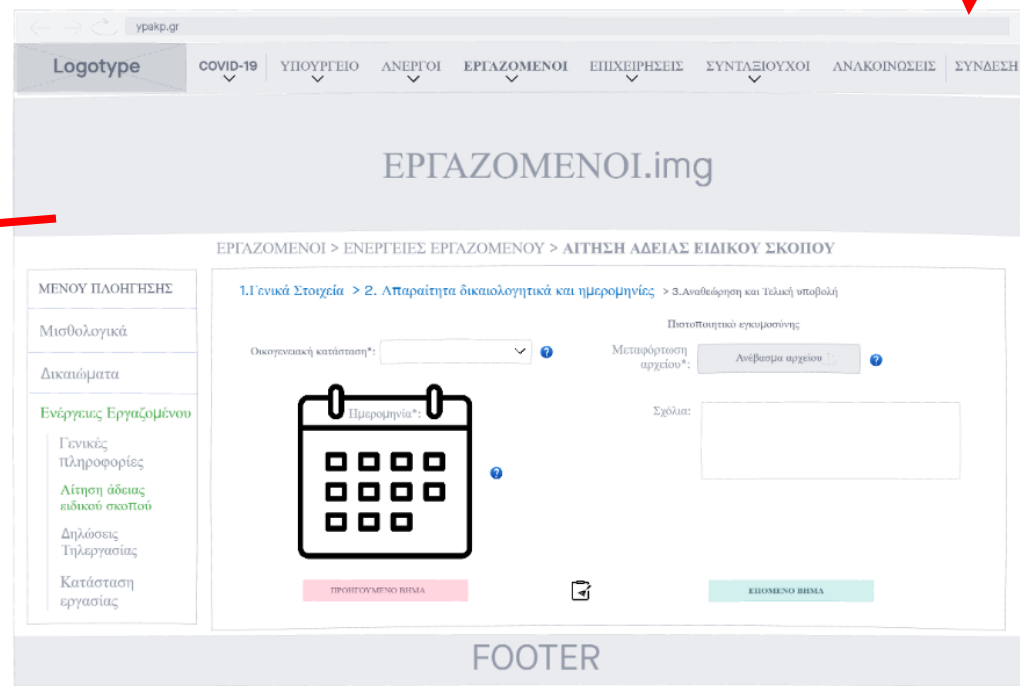 ypakp.gr
Logotype COVID-19 ΥΠΟΥΡΓΕΙΟ ΑΝΕΡΓΟΙ ΕΡΓΑΖΟΜΕΝΟΙ ΕΠΙΧΕΙΡΗΣΕΙΣ ΣΥΝΤΑΞΙΟΥΧΟΙ ΑΝΑΚΟΙΝΩΣΕΙΣ ΣΥΝΔΕΣΗ
ΕΡΓΑΖΟΜΕΝΟΙ.img
ΕΡΓΑΖΟΜΕΝΟΙ > ΕΝΕΡΓΕΙΕΣ ΕΡΓΑΖΟΜΕΝΟΥ > ΑΙΤΗΣΗ ΑΔΕΙΑΣ ΕΙΔΙΚΟΥ ΣΚΟΠΟΥ
ΜΕΝΟΥ ΠΛΟΗΓΗΣΗΣ
Μισθολογικά
Δικαιώματα
Ενέργειες Εργαζομένου
Γενικές
πληροφορίες
Αίτηση άδειας
ειδικού σκοπού
Δηλώσεις
Τηλεργασίας
Κατάσταση
εργασίας
1.Γενικά Στοιχεία > 2. Απαραίτητα δικαιολογητικά και ημερομηνίες > 3.Αναθεώρηση και Τελική υποβολή
Πιστοποιητικό εγκυμοσύνης
Οικογενειακή κατάσταση*: ?
Μεταφόρτωση
αρχείου*: Ανέβασμα αρχείου ?
Ημερομηνία*: ?
Σχόλια:
ΠΡΟΗΓΟΥΜΕΝΟ ΒΗΜΑ ΕΠΟΜΕΝΟ ΒΗΜΑ
FOOTER